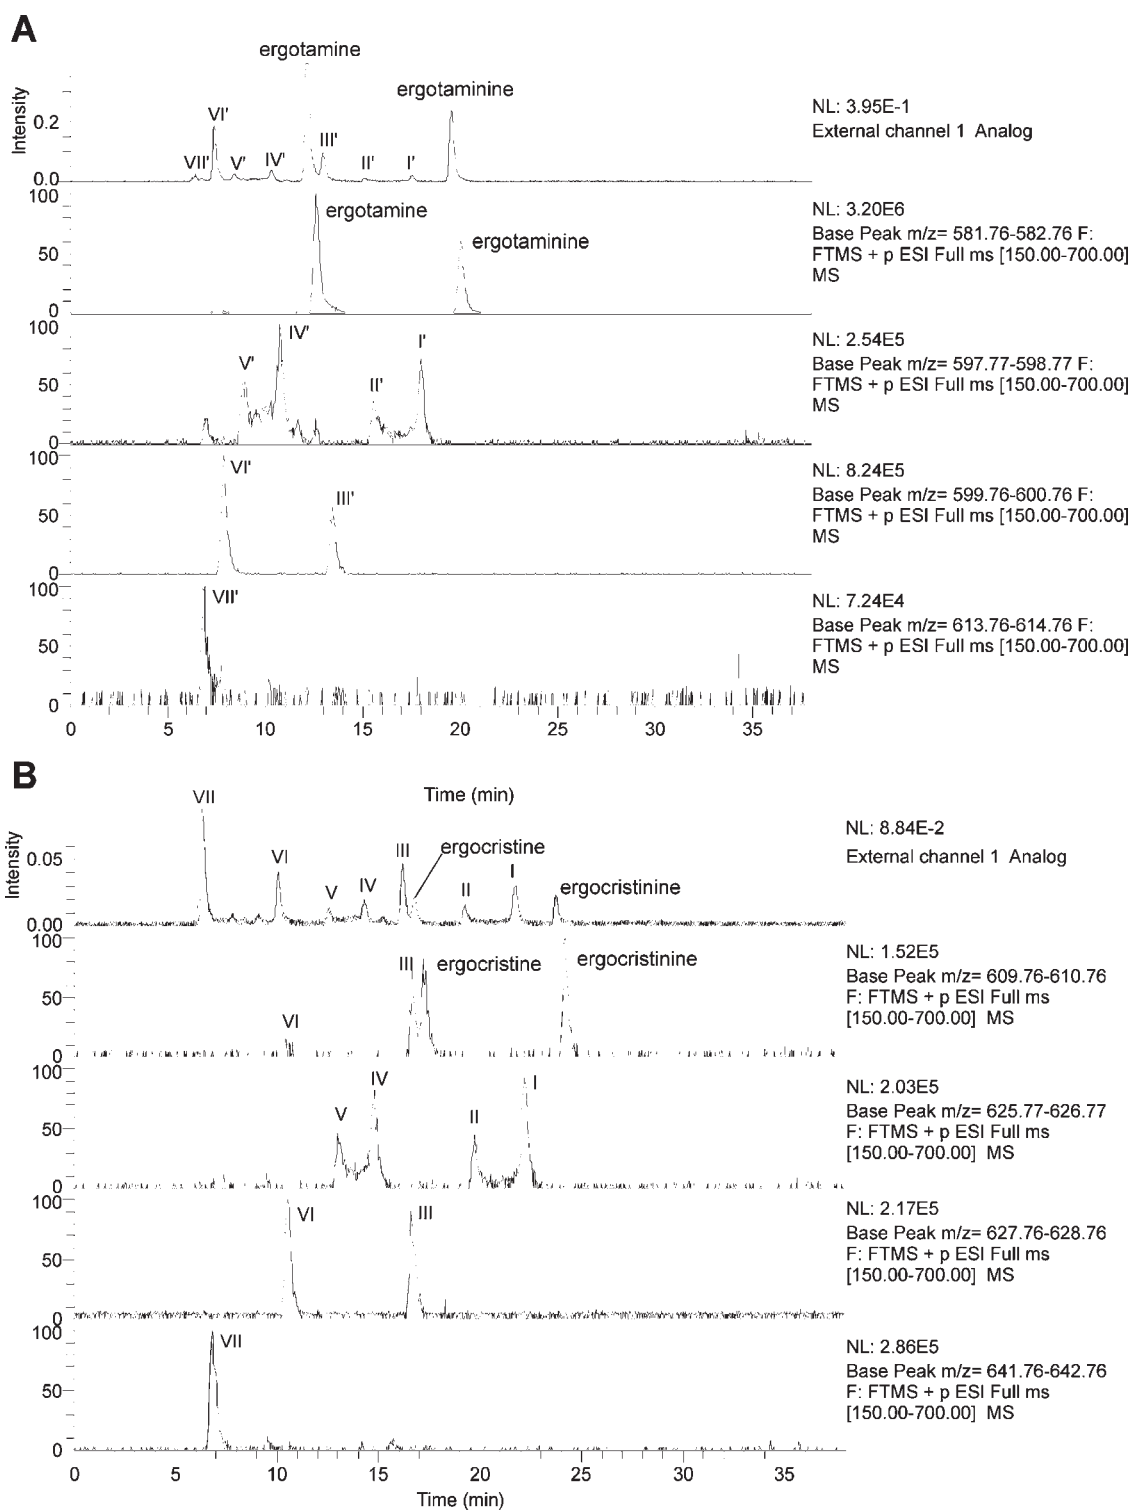 A
ergotamine
ergotaminine
VI'
III'
VII'
V'
IV'
II'
I'
Intensity
0.2
0.0
NL: 3.95E-1
External channel 1 Analog
100
50
0
ergotamine
ergotaminine
NL: 3.20E6
Base Peak m/z= 581.76-582.76 F:
FTMS + p ESI Full ms [150.00-700.00]
MS
100
50
0
V'
IV'
II'
I'
NL: 2.54E5
Base Peak m/z= 597.77-598.77 F:
FTMS + p ESI Full ms [150.00-700.00]
MS
100
50
0
VI'
III'
NL: 8.24E5
Base Peak m/z= 599.76-600.76 F:
FTMS + p ESI Full ms [150.00-700.00]
MS
100
50
0
VII'
NL: 7.24E4
Base Peak m/z= 613.76-614.76 F:
FTMS + p ESI Full ms [150.00-700.00]
MS
0 5 10 15 20 25 30 35
B
Time (min)
VII
VI
V
IV
III
ergocristine
II
I
ergocristinine
Intensity
0.05
0.00
NL: 8.84E-2
External channel 1 Analog
100
50
0
VI
III
ergocristine
ergocristinine
NL: 1.52E5
Base Peak m/z= 609.76-610.76
F: FTMS + p ESI Full ms
[150.00-700.00] MS
100
50
0
V
IV
II
I
NL: 2.03E5
Base Peak m/z= 625.77-626.77
F: FTMS + p ESI Full ms
[150.00-700.00] MS
100
50
0
VI
III
NL: 2.17E5
Base Peak m/z= 627.76-628.76
F: FTMS + p ESI Full ms
[150.00-700.00] MS
100
50
0
VII
NL: 2.86E5
Base Peak m/z= 641.76-642.76
F: FTMS + p ESI Full ms
[150.00-700.00] MS
0 5 10 15 20 25 30 35
Time (min)